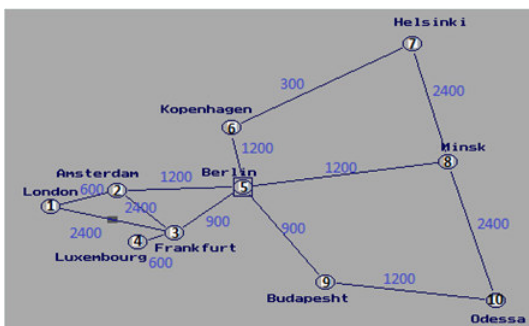 Helsinki
7
300
Kopenhagen
2400
6
1200
Minsk
8
Amsterdam
1200
Berlin
1200
London
600
2
5
1
2400
900
900
2400
2400
4
3
Frankfurt
Luxembourg
600
9
1200
Budapesht
10
Odessa